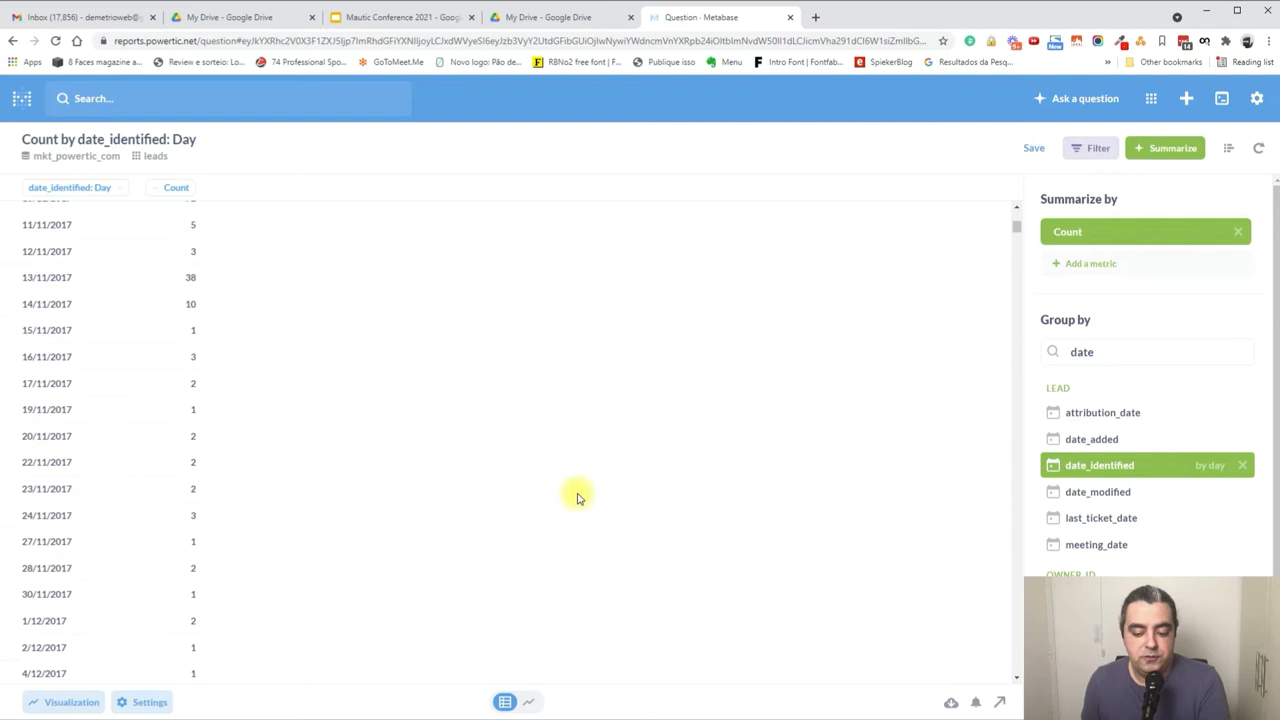 Inbox (17,856) - demetrioweb@g
My Drive - Google Drive
Mautic Conference 2021 - Google
My Drive - Google Drive
Question · Metabase
Apps
8 Faces magazine a...
Review e sorteio: Lo...
74 Professional Spo...
GoToMeet.Me
Novo logo: Pão de...
RBNo2 free font | F...
Publique isso
Menu
Intro Font | Fontfab...
SpiekerBlog
Resultados da Pesq...
»
Other bookmarks
Reading list
Search...
Ask a question
Count by date_identified: Day
mkt_powertic_com
leads
Save
Filter
Summarize
date_identified: Day
Count
11/11/2017 5
12/11/2017 3
13/11/2017 38
14/11/2017 10
15/11/2017 1
16/11/2017 3
17/11/2017 2
19/11/2017 1
20/11/2017 2
22/11/2017 2
23/11/2017 2
24/11/2017 3
27/11/2017 1
28/11/2017 2
30/11/2017 1
1/12/2017 2
2/12/2017 1
4/12/2017 1
Summarize by
Count
Add a metric
Group by
date
LEAD
attribution_date
date_added
date_identified by day
date_modified
last_ticket_date
meeting_date
OWNER_ID
Visualization
Settings